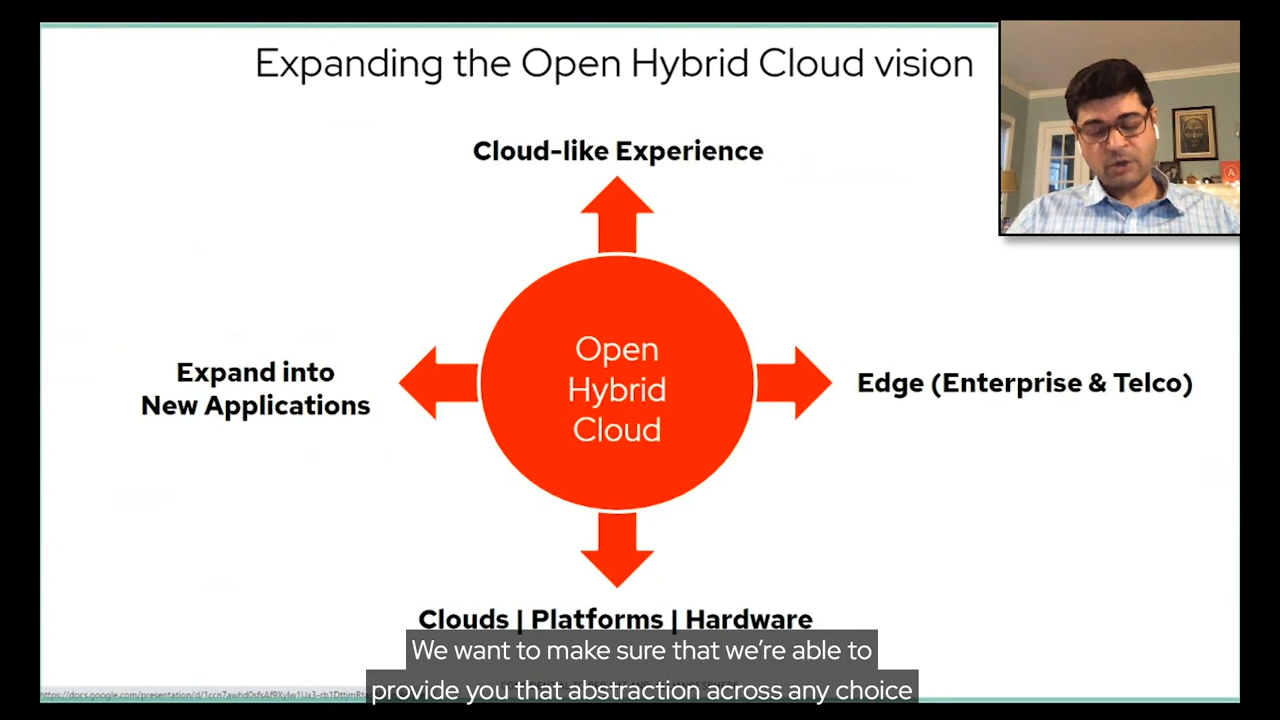 Expanding the Open Hybrid Cloud vision
Cloud-like Experience
Expand into
New Applications
Open
Hybrid
Cloud
Edge (Enterprise & Telco)
Clouds | Platforms | Hardware
We want to make sure that we're able to
provide you that abstraction across any choice